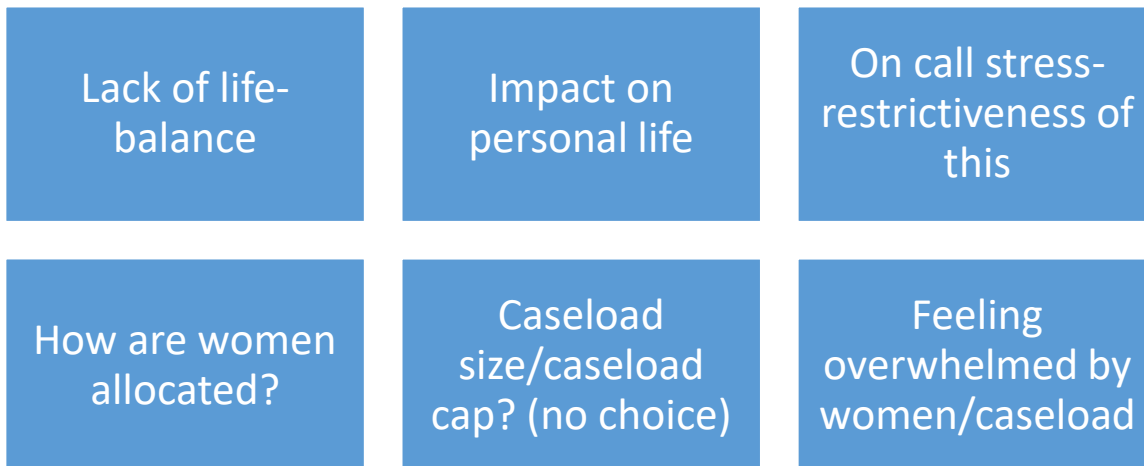 Lack of life-
balance
Impact on
personal life
On call stress-
restrictiveness of
this
How are women
allocated?
Caseload
size/caseload
cap? (no choice)
Feeling
overwhelmed by
women/caseload